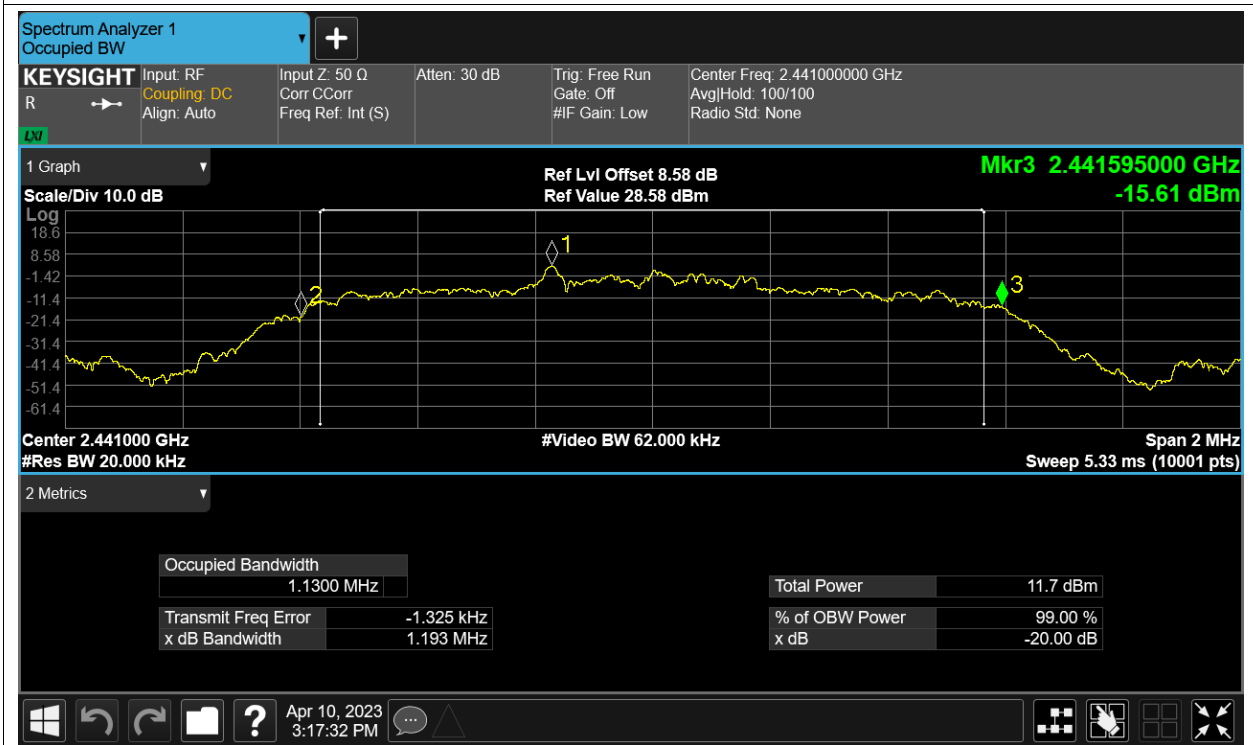 Spectrum Analyzer 1
Occupied BW
KEYSIGHT Input: RF Input Z: 50 Ω Atten: 30 dB Trig: Free Run Center Freq: 2.441000000 GHz
R Coupling: DC Corr CCorr Gate: Off Avg|Hold: 100/100
Align: Auto Freq Ref: Int (S) #IF Gain: Low Radio Std: None
LXI
1 Graph
Ref Lvl Offset 8.58 dB Mkr3 2.441595000 GHz
Scale/Div 10.0 dB Ref Value 28.58 dBm -15.61 dBm
Log
18.6
8.58
-1.42
-11.4
-21.4
-31.4
-41.4
-51.4
-61.4
1
2
3
Center 2.441000 GHz #Video BW 62.000 kHz Span 2 MHz
#Res BW 20.000 kHz Sweep 5.33 ms (10001 pts)
2 Metrics
Occupied Bandwidth
1.1300 MHz Total Power 11.7 dBm
Transmit Freq Error -1.325 kHz % of OBW Power 99.00 %
x dB Bandwidth 1.193 MHz x dB -20.00 dB
? Apr 10, 2023
3:17:32 PM